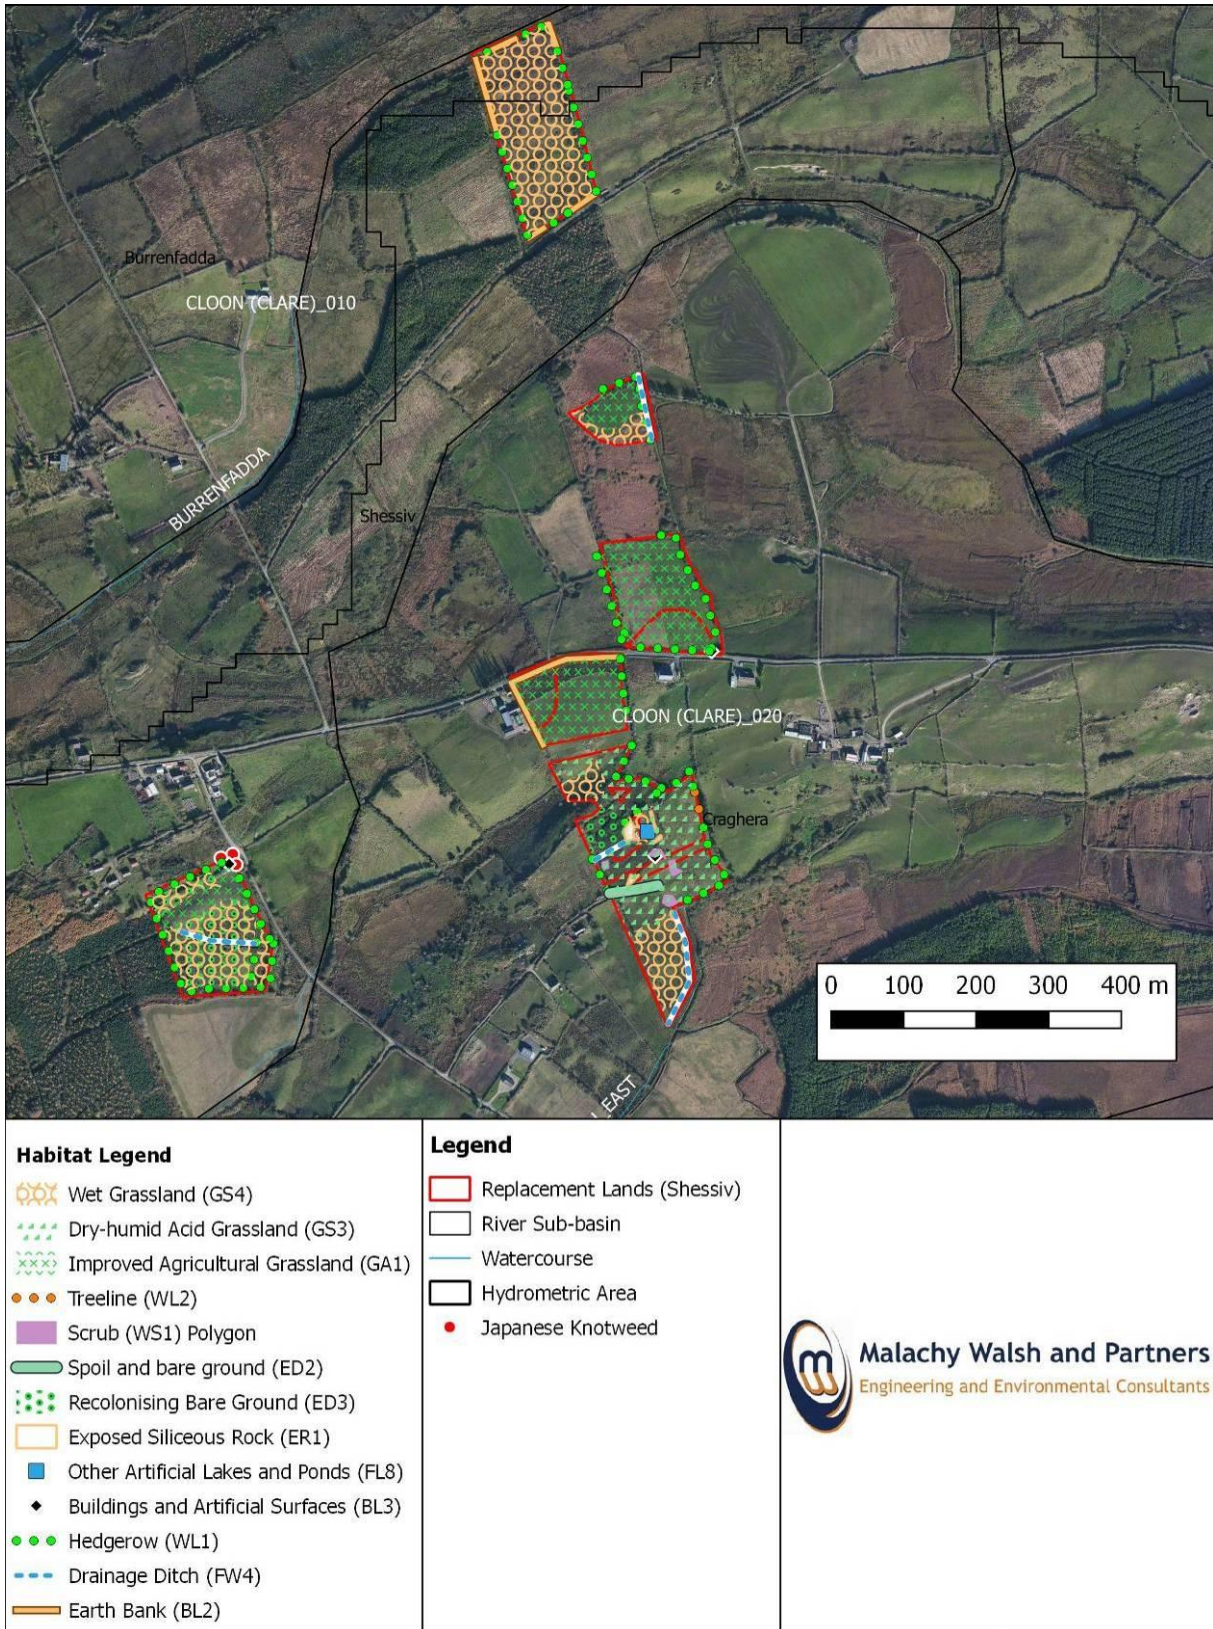 Burrenfadda
CLOON (CLARE)_010
BURRENFADDA
Shessiv
CLOON (CLARE)_020
Craghera
_EAST
0 100 200 300 400 m
Habitat Legend
Wet Grassland (GS4)
Dry-humid Acid Grassland (GS3)
Improved Agricultural Grassland (GA1)
Treeline (WL2)
Scrub (WS1) Polygon
Spoil and bare ground (ED2)
Recolonising Bare Ground (ED3)
Exposed Siliceous Rock (ER1)
Other Artificial Lakes and Ponds (FL8)
Buildings and Artificial Surfaces (BL3)
Hedgerow (WL1)
Drainage Ditch (FW4)
Earth Bank (BL2)
Legend
Replacement Lands (Shessiv)
River Sub-basin
Watercourse
Hydrometric Area
Japanese Knotweed
Malachy Walsh and Partners
Engineering and Environmental Consultants